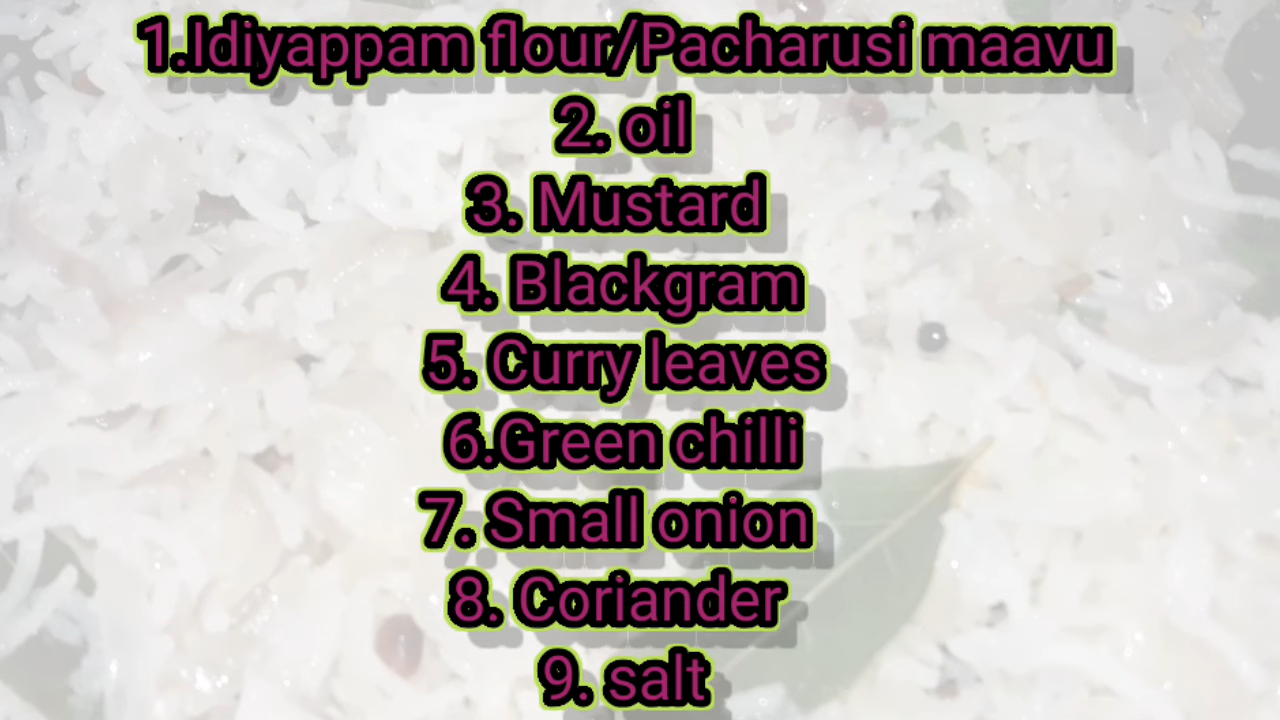 1.Idiyappam flour/Pacharusi maavu
2. oil
3. Mustard
4. Blackgram
5. Curry leaves
6.Green chilli
7. Small onion
8. Coriander
9. salt